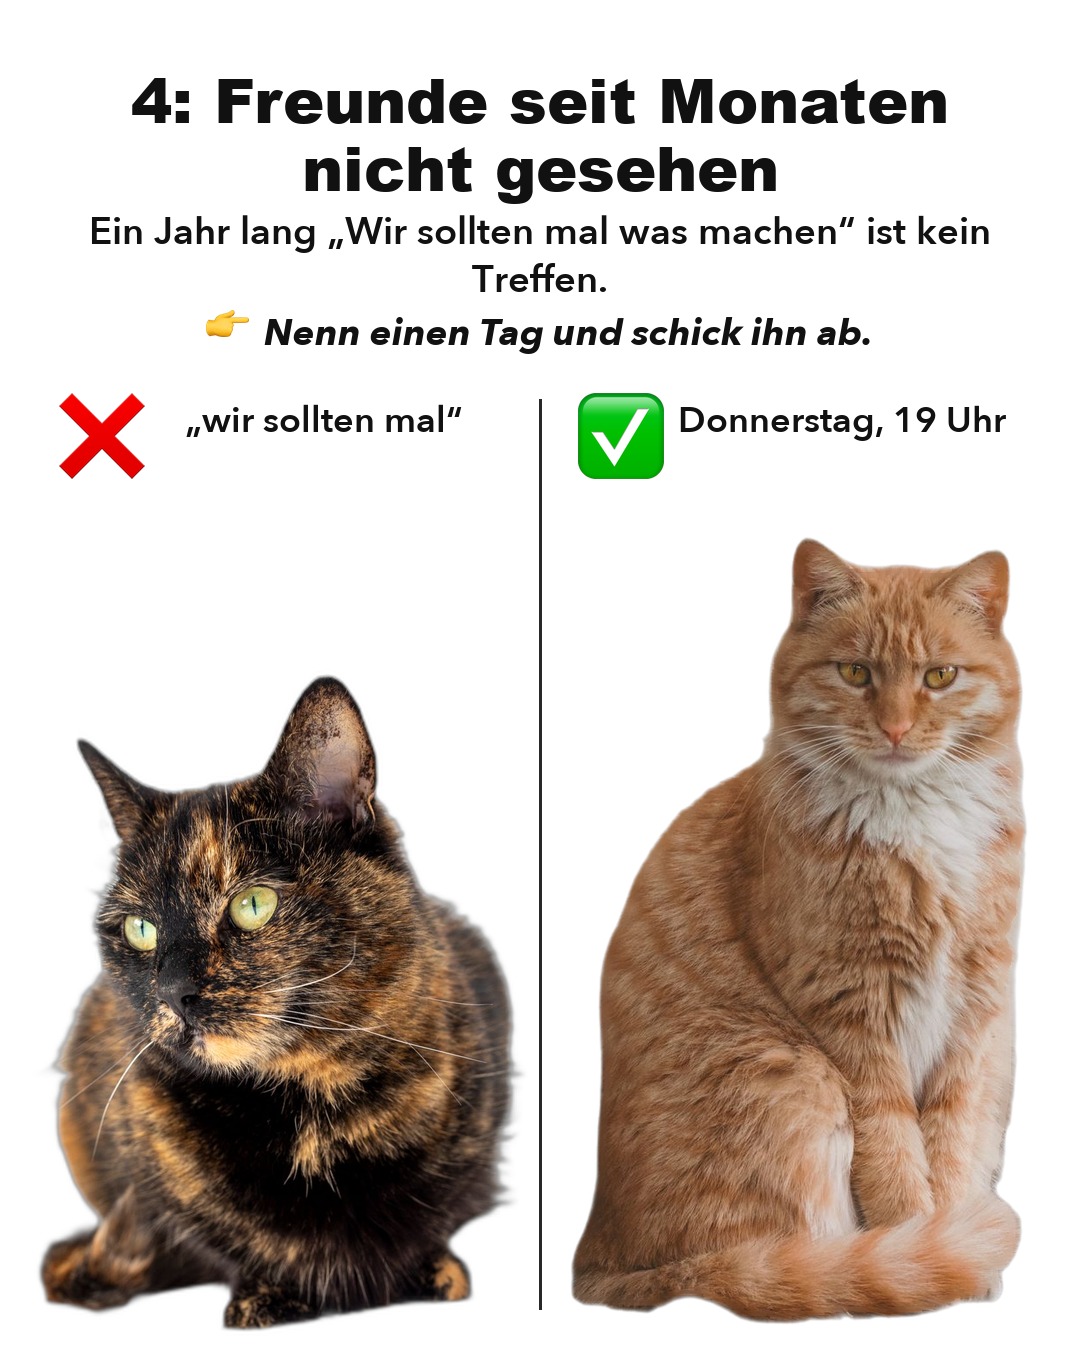 4: Freunde seit Monaten
nicht gesehen
Ein Jahr lang „Wir sollten mal was machen“ ist kein
Treffen.
👉 Nenn einen Tag und schick ihn ab.
❌ „wir sollten mal“
✅ Donnerstag, 19 Uhr